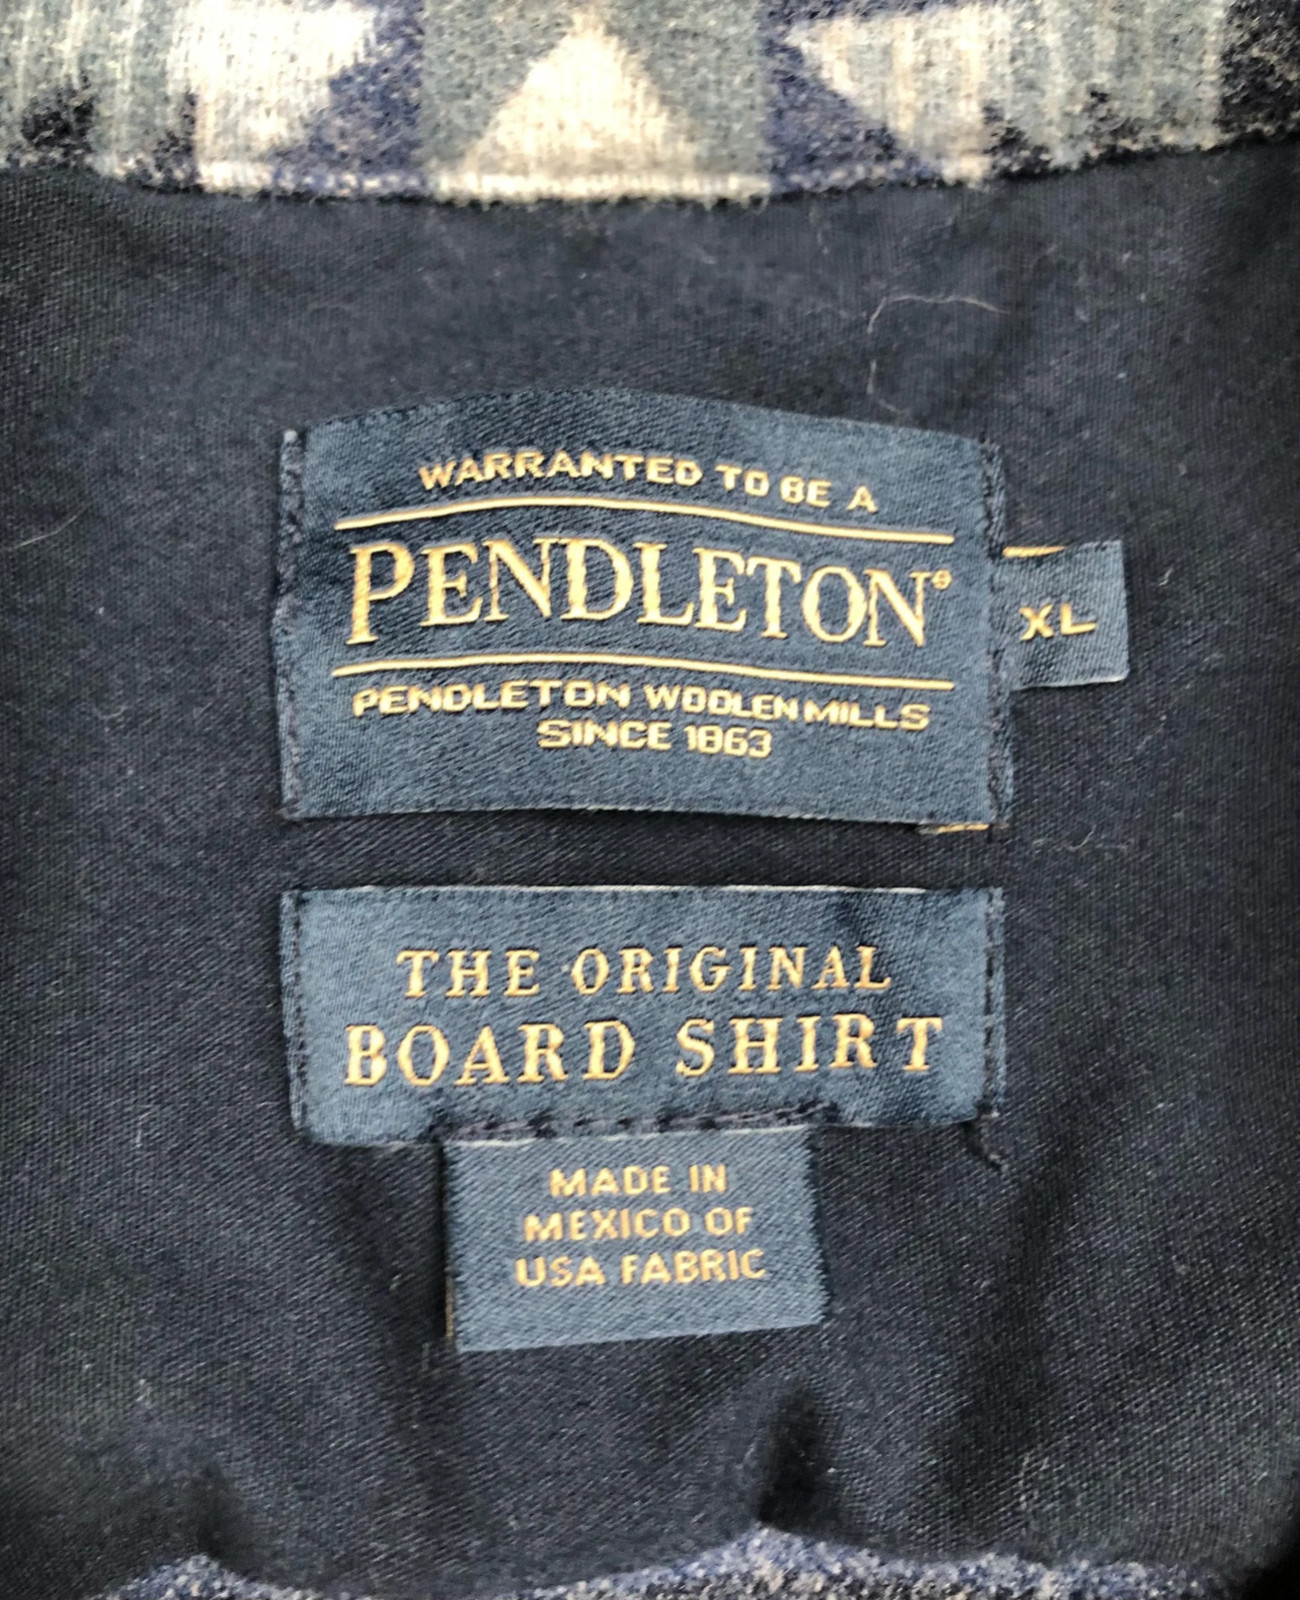 WARRANTED TO BE A
PENDLETON®
XL
PENDLETON WOOLEN MILLS
SINCE 1863
THE ORIGINAL
BOARD SHIRT
MADE IN
MEXICO OF
USA FABRIC